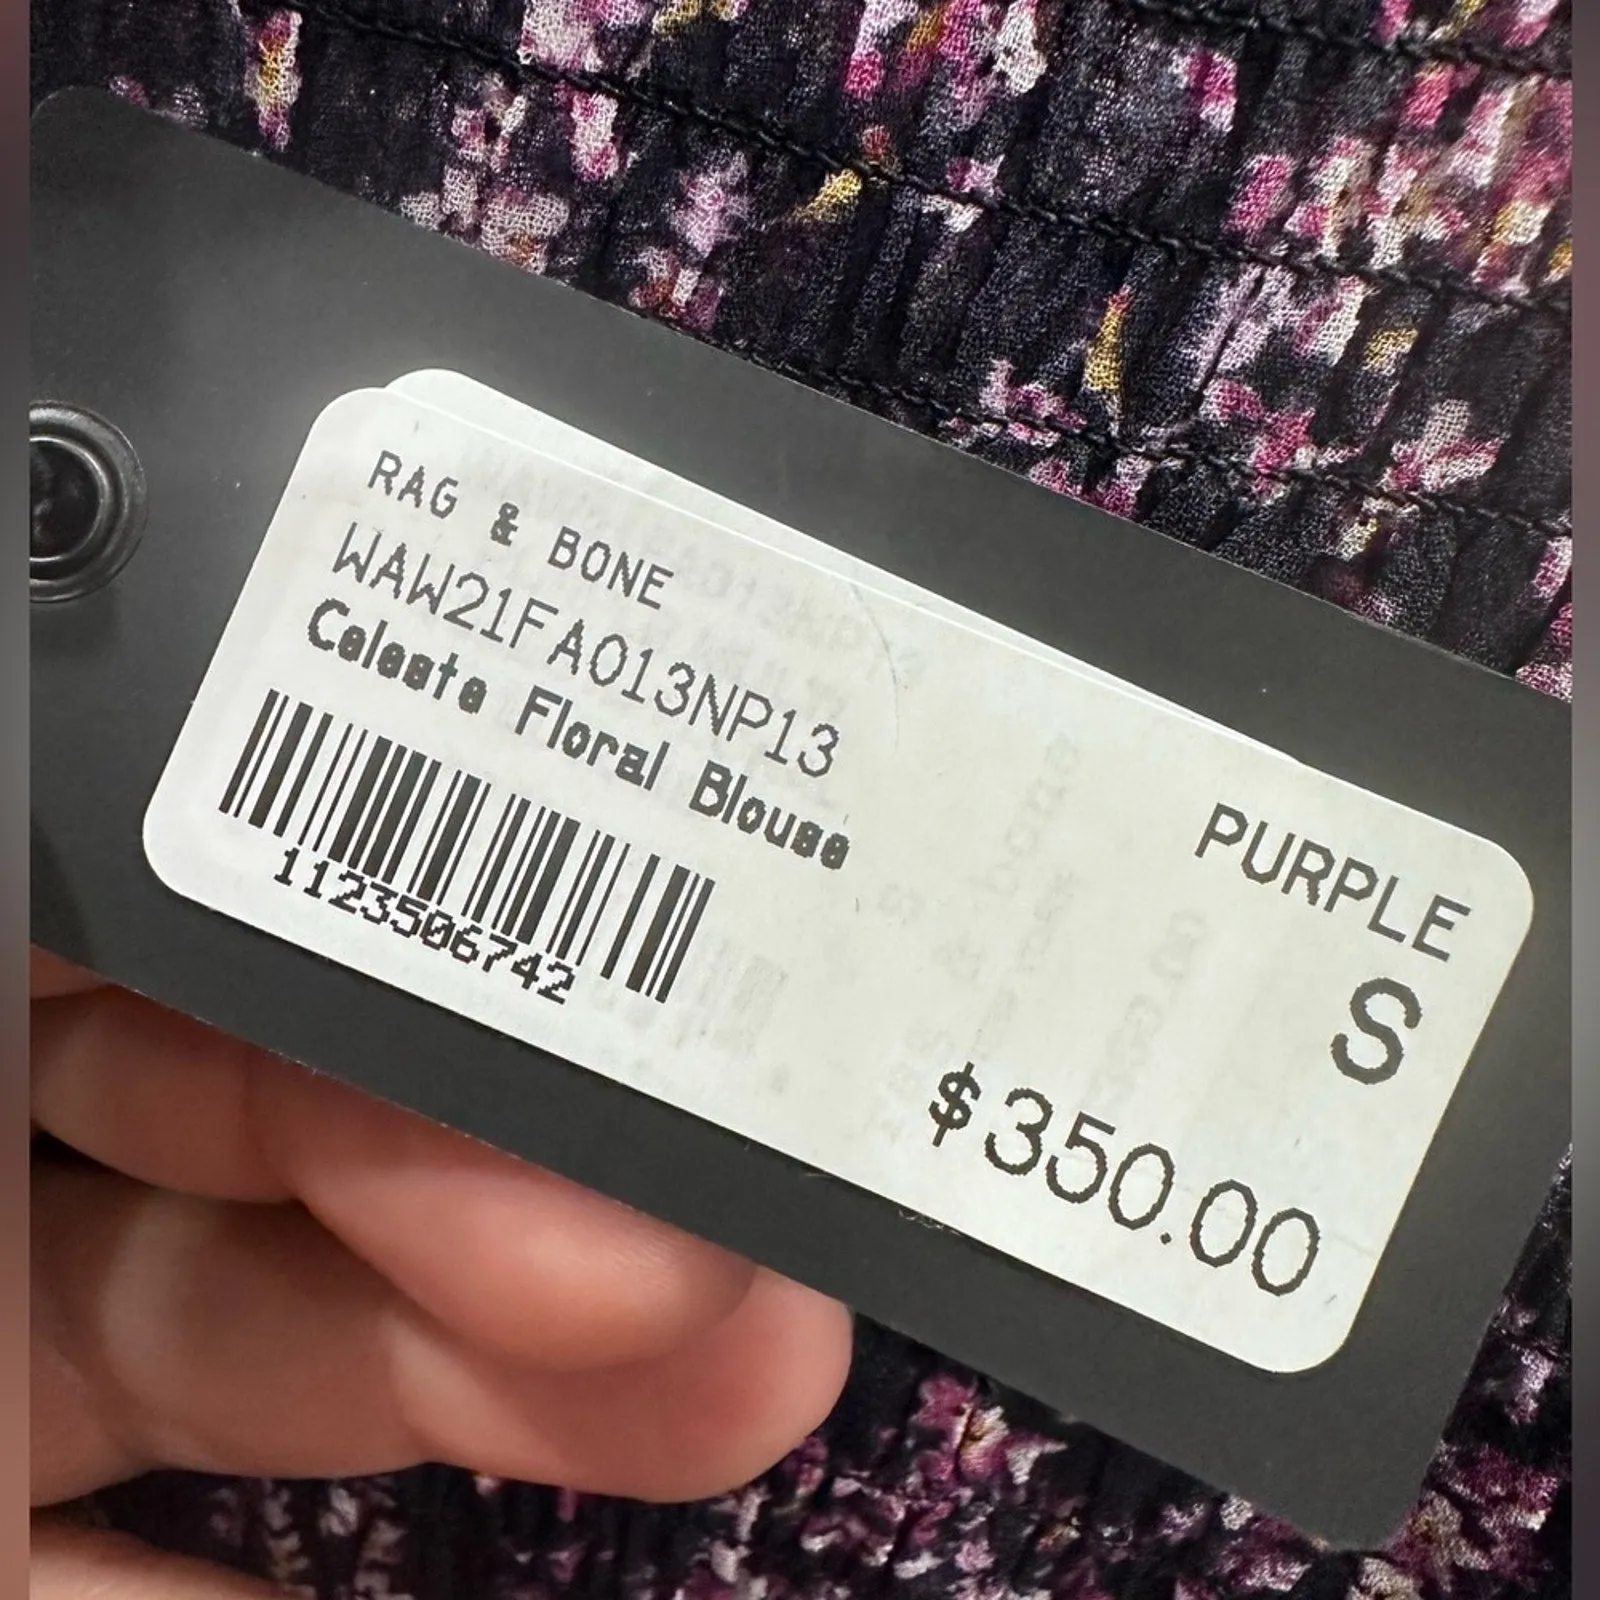 RAG & BONE
WAW21FA013NP13
Celeste Floral Blouse
1123506742
PURPLE
S
$350.00